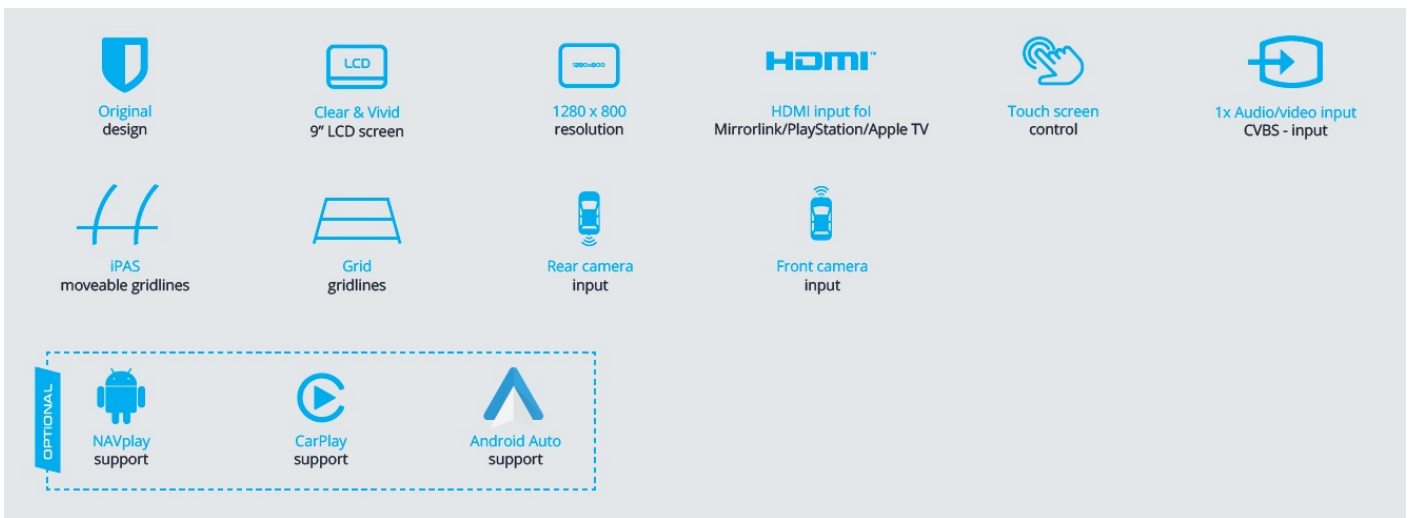 LCD
1280x800
HDMI™
Original
design
Clear & Vivid
9” LCD screen
1280 x 800
resolution
HDMI input fol
Mirrorlink/PlayStation/Apple TV
Touch screen
control
1x Audio/video input
CVBS - input
iPAS
moveable gridlines
Grid
gridlines
Rear camera
input
Front camera
input
OPTIONAL
NAVplay
support
CarPlay
support
Android Auto
support